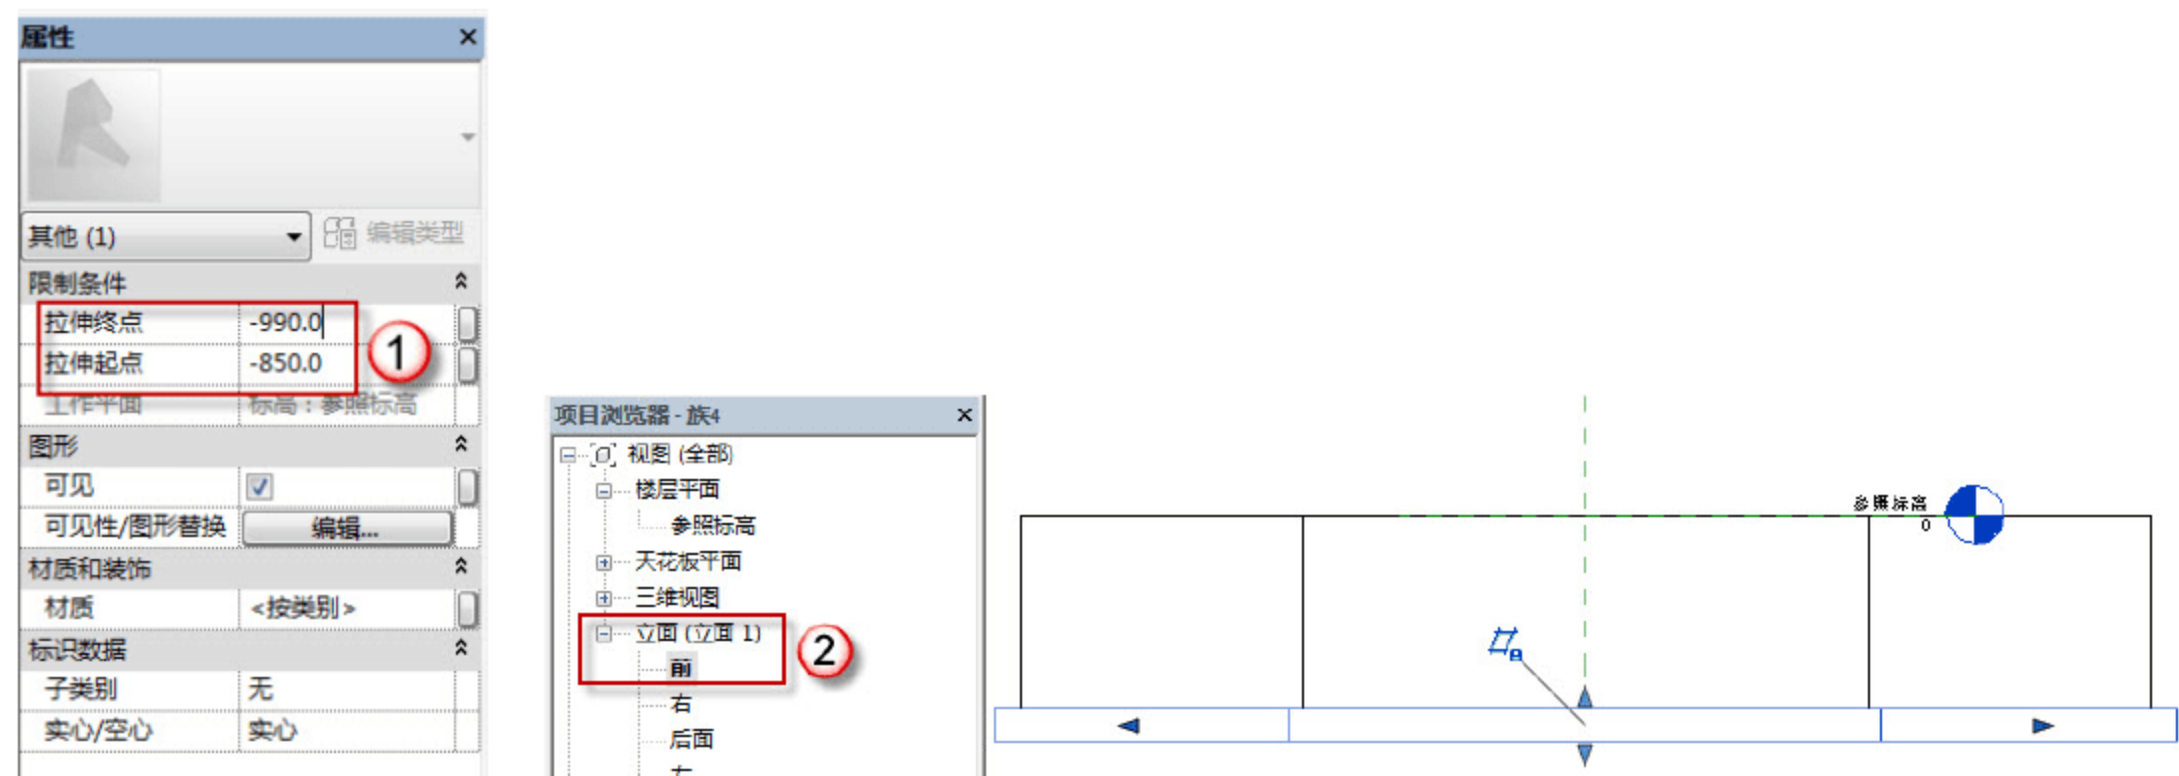 属性
其他 (1)
编辑类型
限制条件
拉伸终点 -990.0
拉伸起点 -850.0
工作平面 标高：参照标高
图形
可见
可见性/图形替换 编辑...
材质和装饰
材质 <按类别>
标识数据
子类别 无
实心/空心 实心
1
项目浏览器 - 族4
视图 (全部)
楼层平面
参照标高
天花板平面
三维视图
立面 (立面 1)
前
右
后面
2
参照标高
0